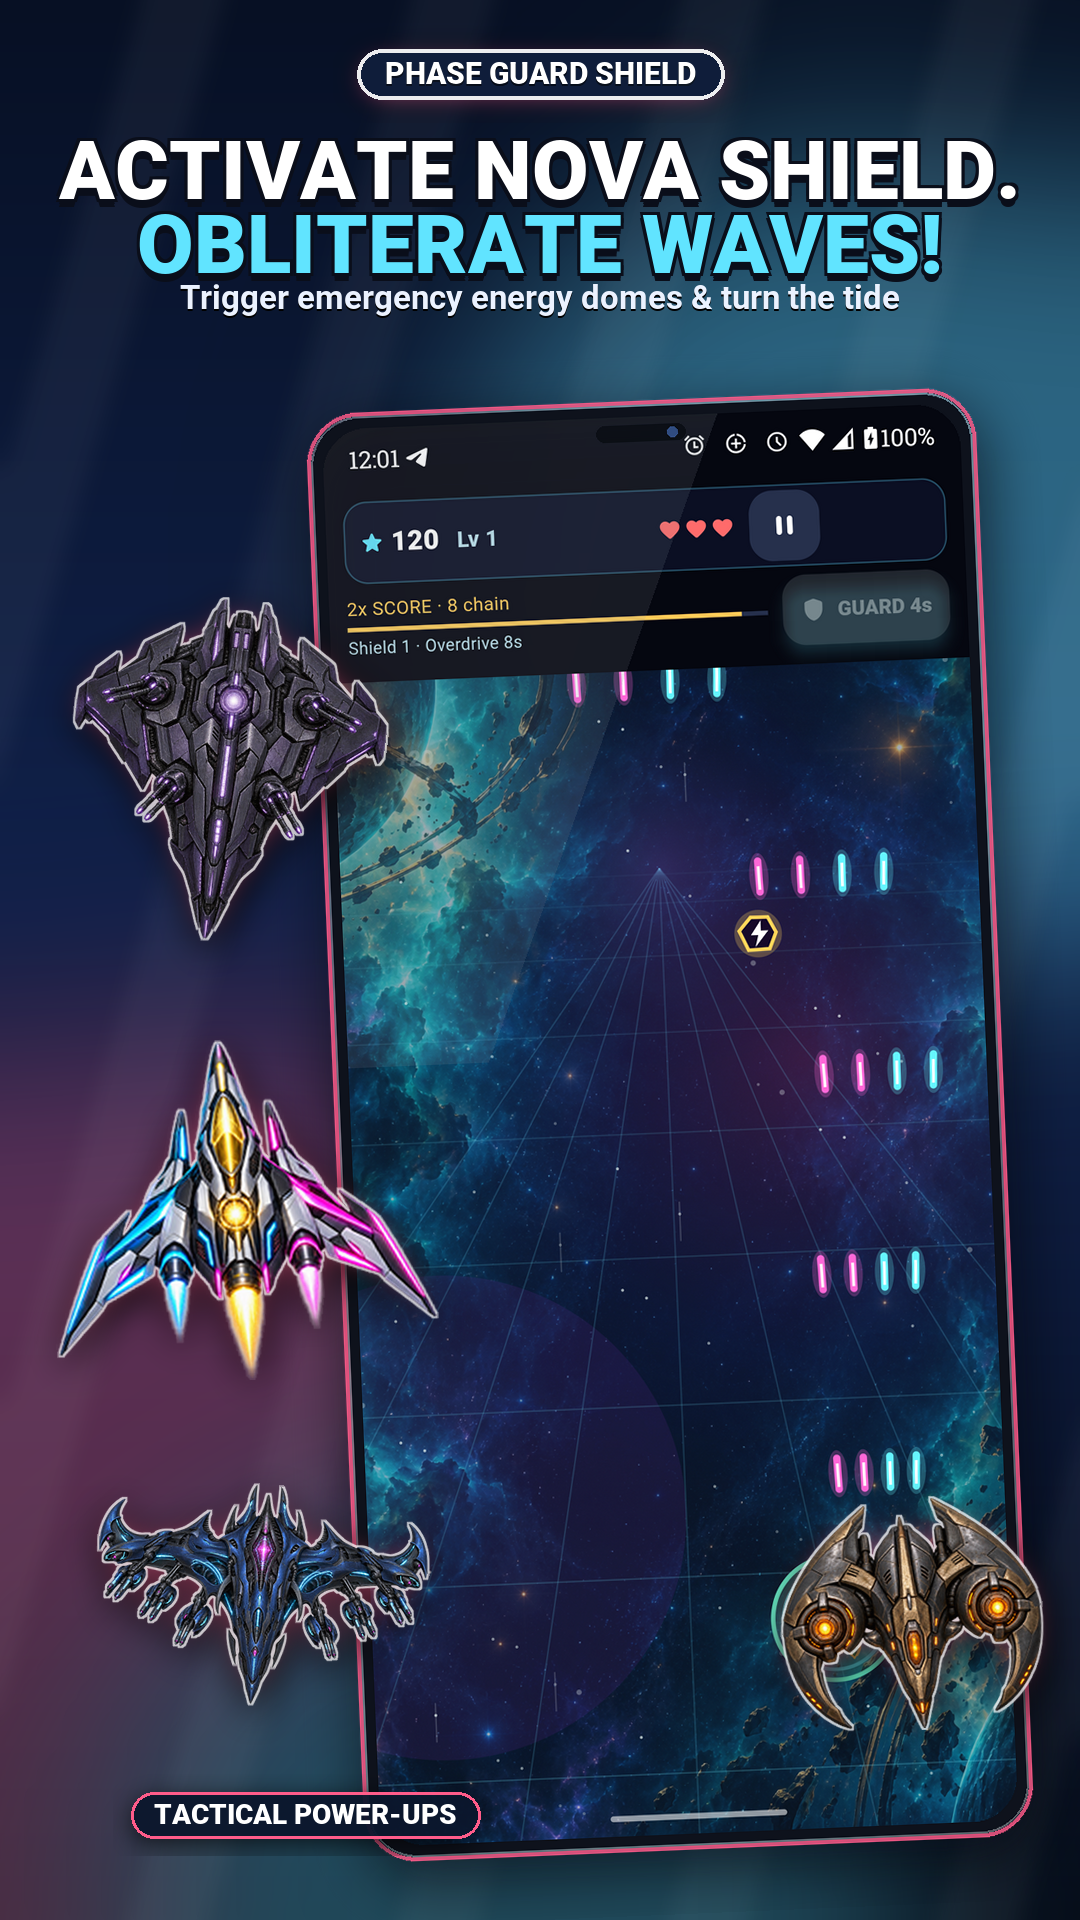 PHASE GUARD SHIELD
ACTIVATE NOVA SHIELD.
OBLITERATE WAVES!
Trigger emergency energy domes & turn the tide
12:01 100%
120 Lv 1
2x SCORE · 8 chain
GUARD 4s
Shield 1 · Overdrive 8s
TACTICAL POWER-UPS